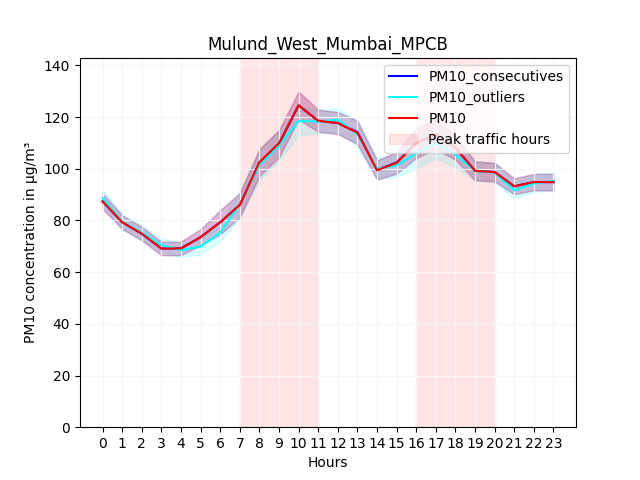 Mulund_West_Mumbai_MPCB
140
120
100
80
60
40
20
0
PM10 concentration in μg/m³
PM10_consecutives
PM10_outliers
PM10
Peak traffic hours
0 1 2 3 4 5 6 7 8 9 10 11 12 13 14 15 16 17 18 19 20 21 22 23
Hours